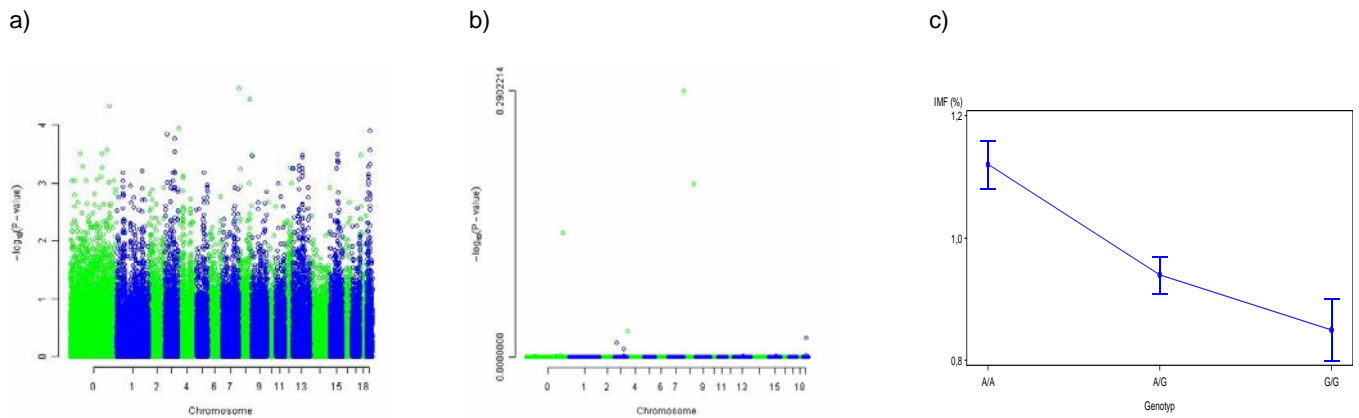 a)
b)
c)
−log10(P−value)
4
3
2
1
0
0 1 2 4 6 7 9 11 13 15 18
Chromosome
−log10(P−value)
0.2902214
0.0000000
0 1 2 4 6 7 9 11 13 15 18
Chromosome
IMF (%)
1,2
1,0
0,8
A/A A/G G/G
Genotyp